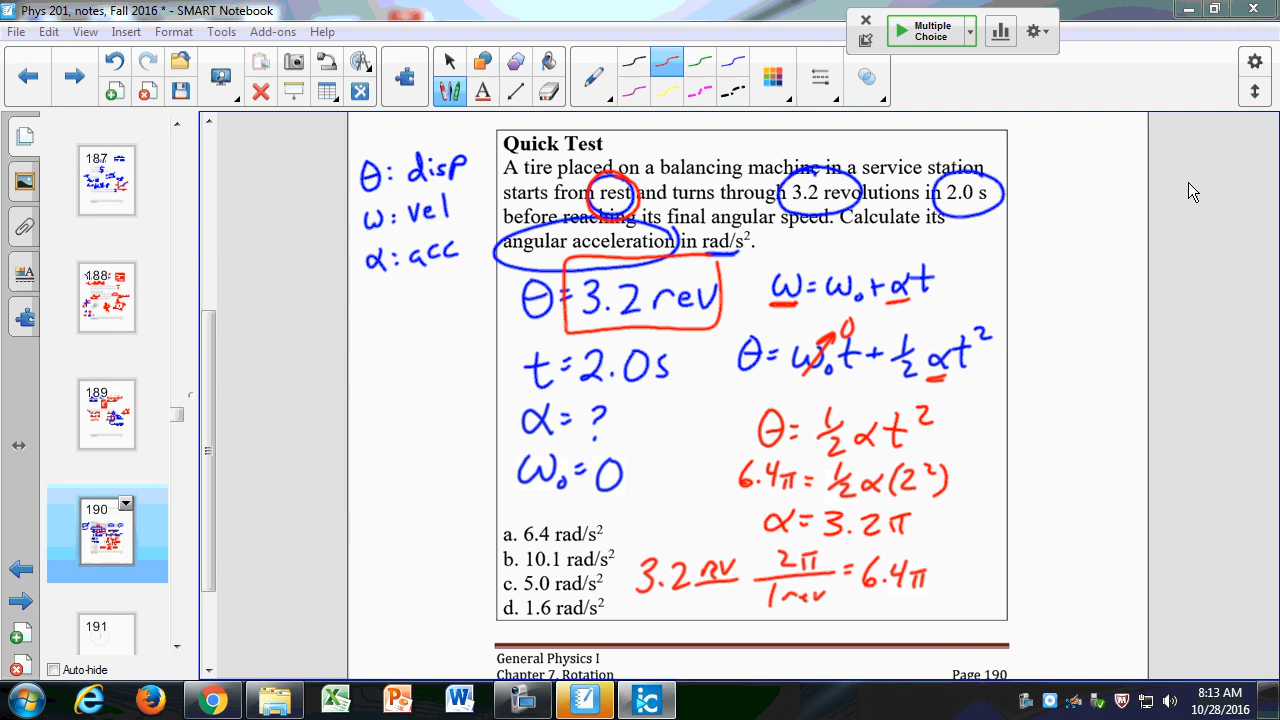 Phys 201, notes, Fall 2016 * - SMART Notebook
File Edit View Insert Format Tools Add-ons Help
Multiple Choice
187
188
189
190
191
Auto-hide
θ: disp
ω: vel
α: acc
Quick Test
A tire placed on a balancing machine in a service station
starts from rest and turns through 3.2 revolutions in 2.0 s
before reaching its final angular speed. Calculate its
angular acceleration in rad/s².
θ = 3.2 rev
t = 2.0 s
α = ?
ω₀ = 0
ω = ω₀ + αt
θ = ω₀t + ½ αt²
0
θ = ½ αt²
6.4π = ½ α(2²)
α = 3.2π
3.2 rev 2π / 1 rev = 6.4π
a. 6.4 rad/s²
b. 10.1 rad/s²
c. 5.0 rad/s²
d. 1.6 rad/s²
General Physics I
Chapter 7, Rotation Page 190
8:13 AM
10/28/2016